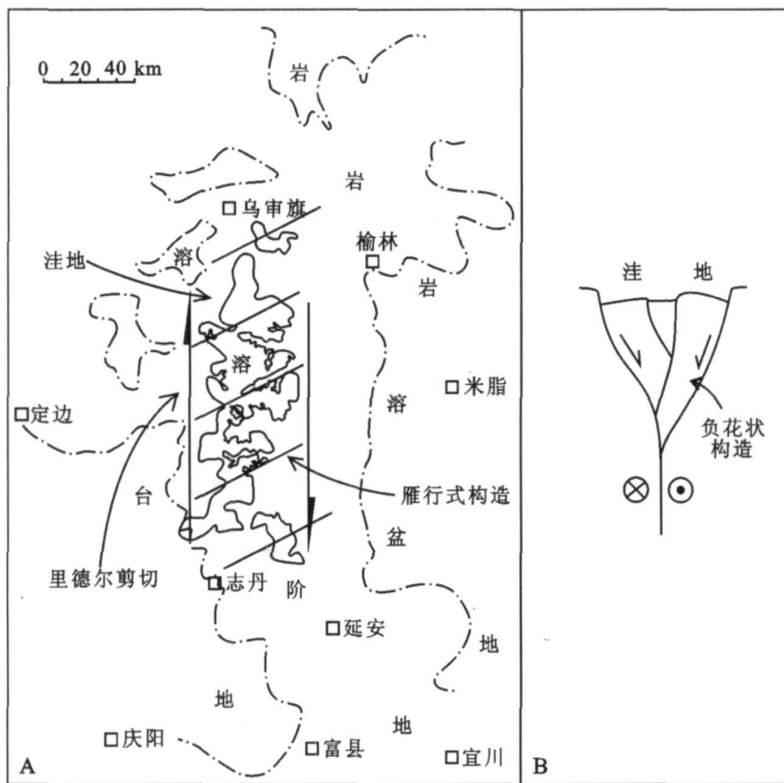 0 20 40 km
岩
岩
乌审旗
溶
榆林
洼地
岩
洼 地
溶
米脂
定边
溶
负花状
构造
台
雁行式构造
盆
里德尔剪切
志丹
阶
延安
地
地
地
庆阳
富县
宜川
A
B